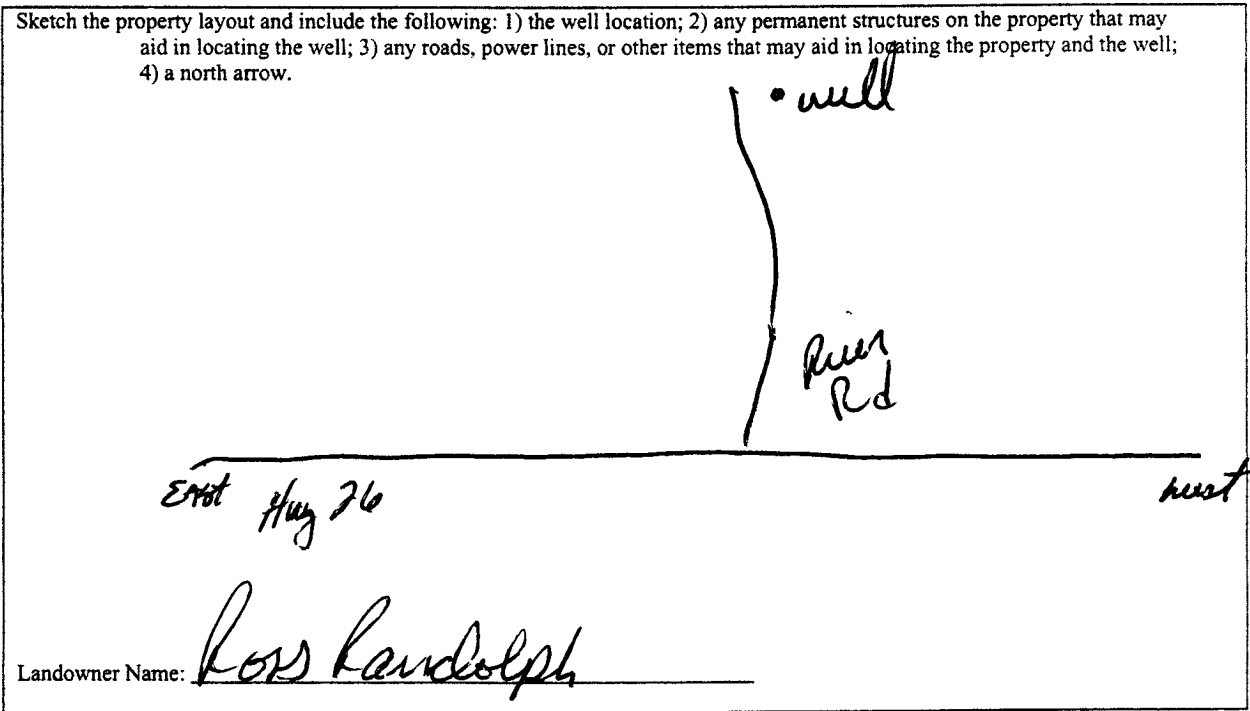 Sketch the property layout and include the following: 1) the well location; 2) any permanent structures on the property that may
aid in locating the well; 3) any roads, power lines, or other items that may aid in locating the property and the well;
4) a north arrow.
• well
River
Rd
East Hwy 26 west
Landowner Name: Ross Randolph